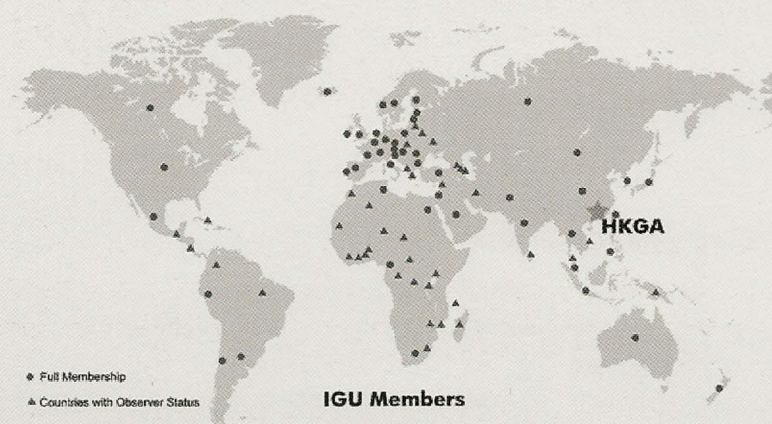 HKGA
Full Membership
Countries with Observer Status
IGU Members